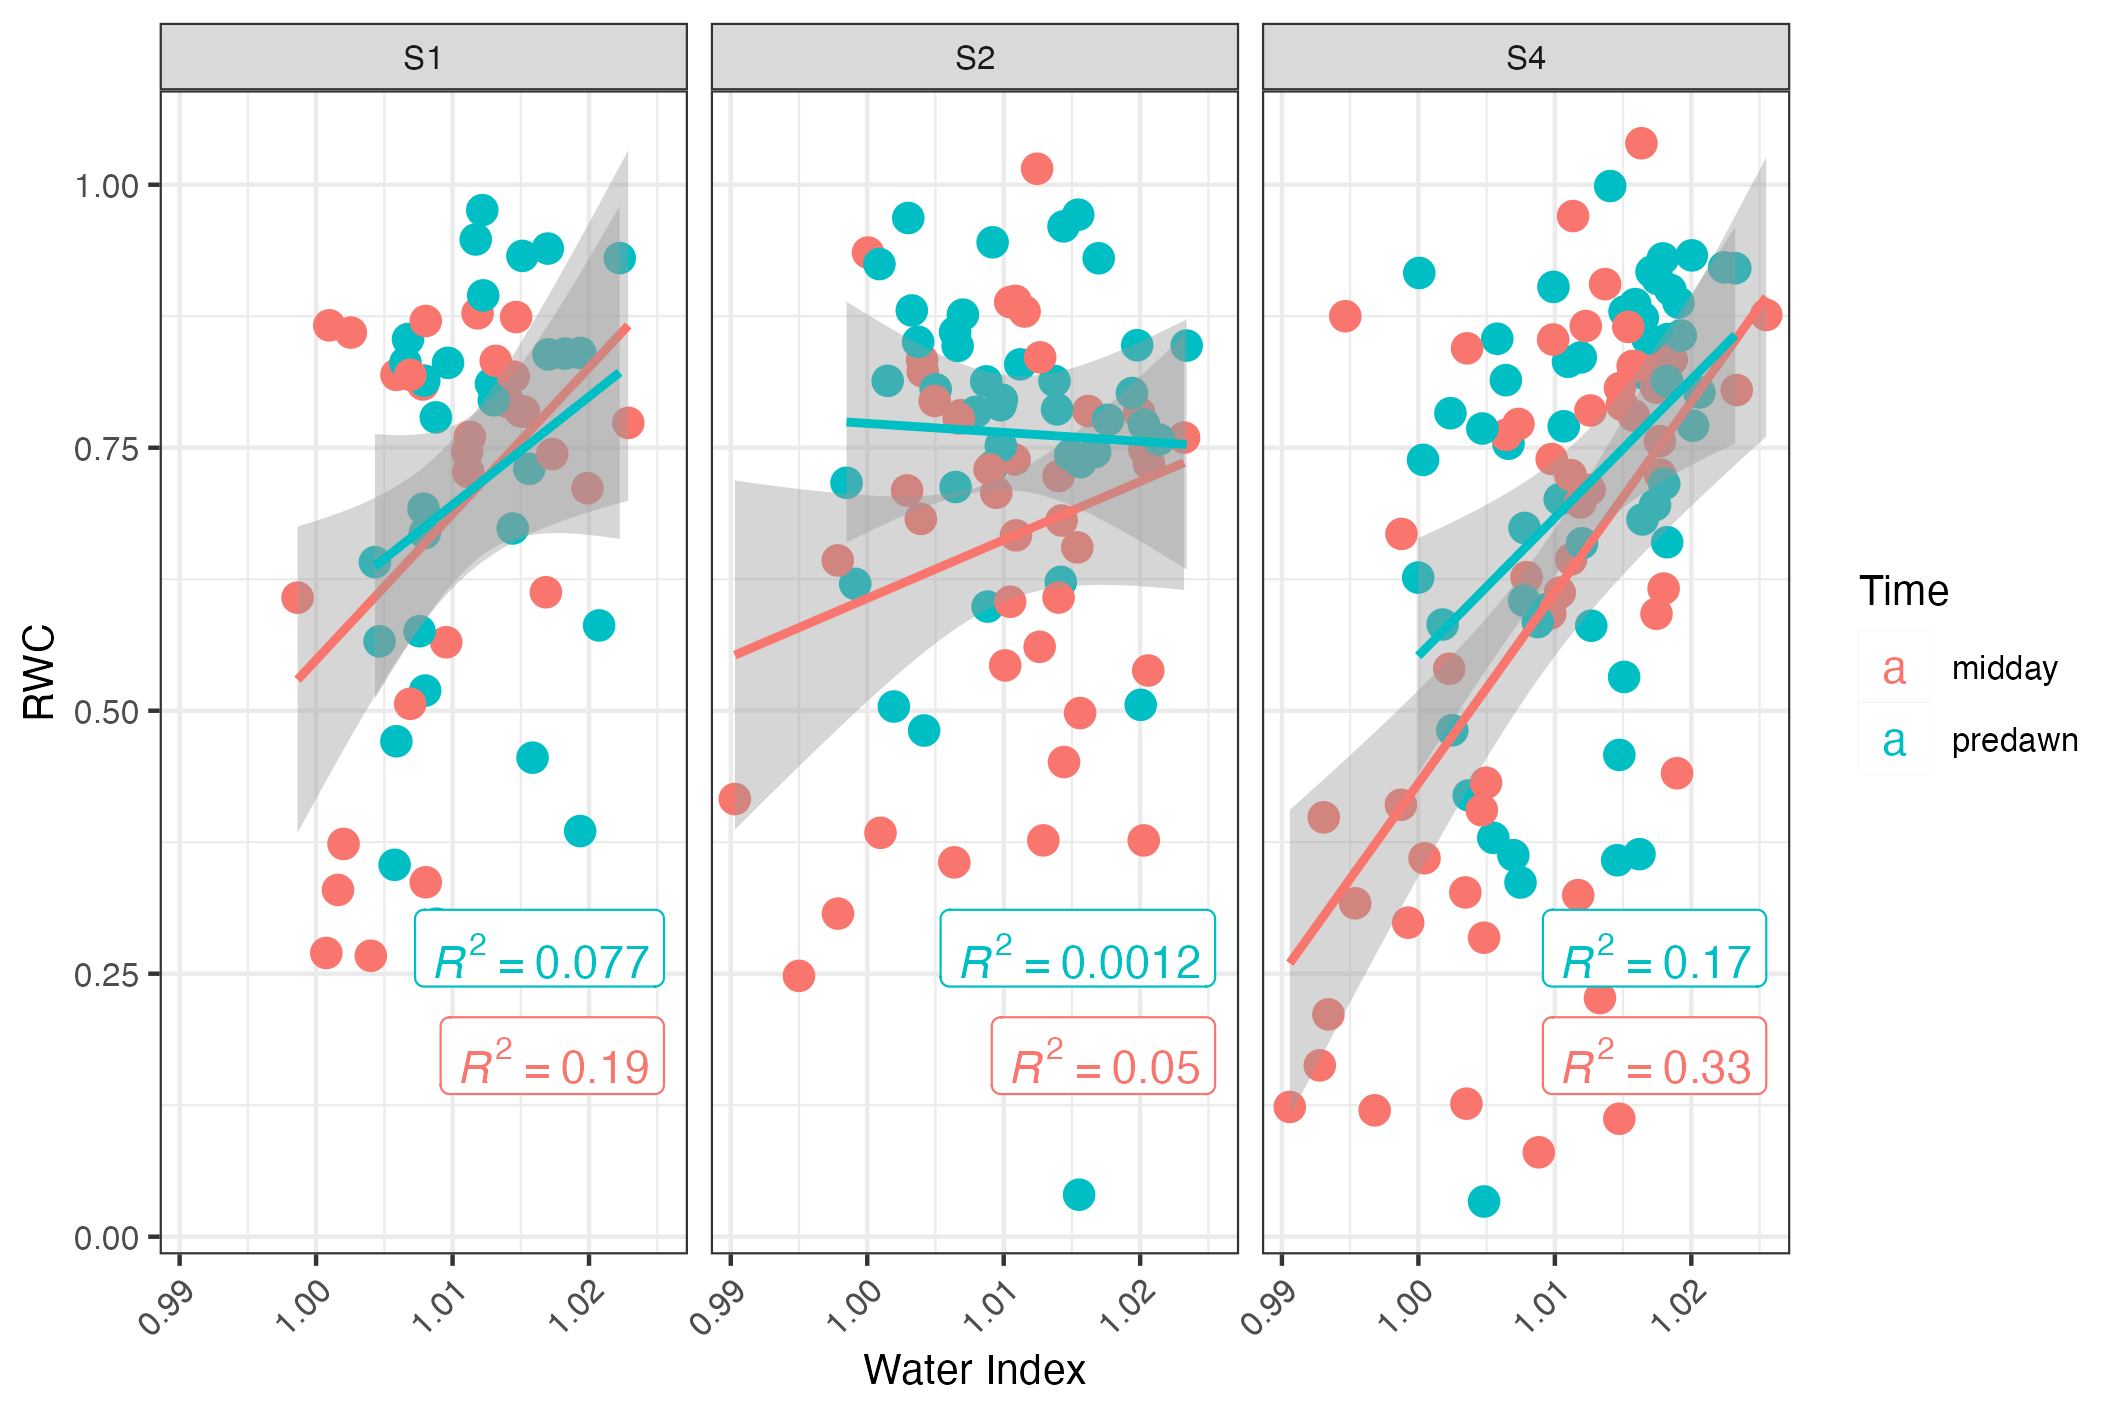 S1
S2
S4
1.00
0.75
0.50
0.25
0.00
RWC
R² = 0.077
R² = 0.19
R² = 0.0012
R² = 0.05
R² = 0.17
R² = 0.33
0.99 1.00 1.01 1.02
0.99 1.00 1.01 1.02
0.99 1.00 1.01 1.02
Water Index
Time
a midday
a predawn